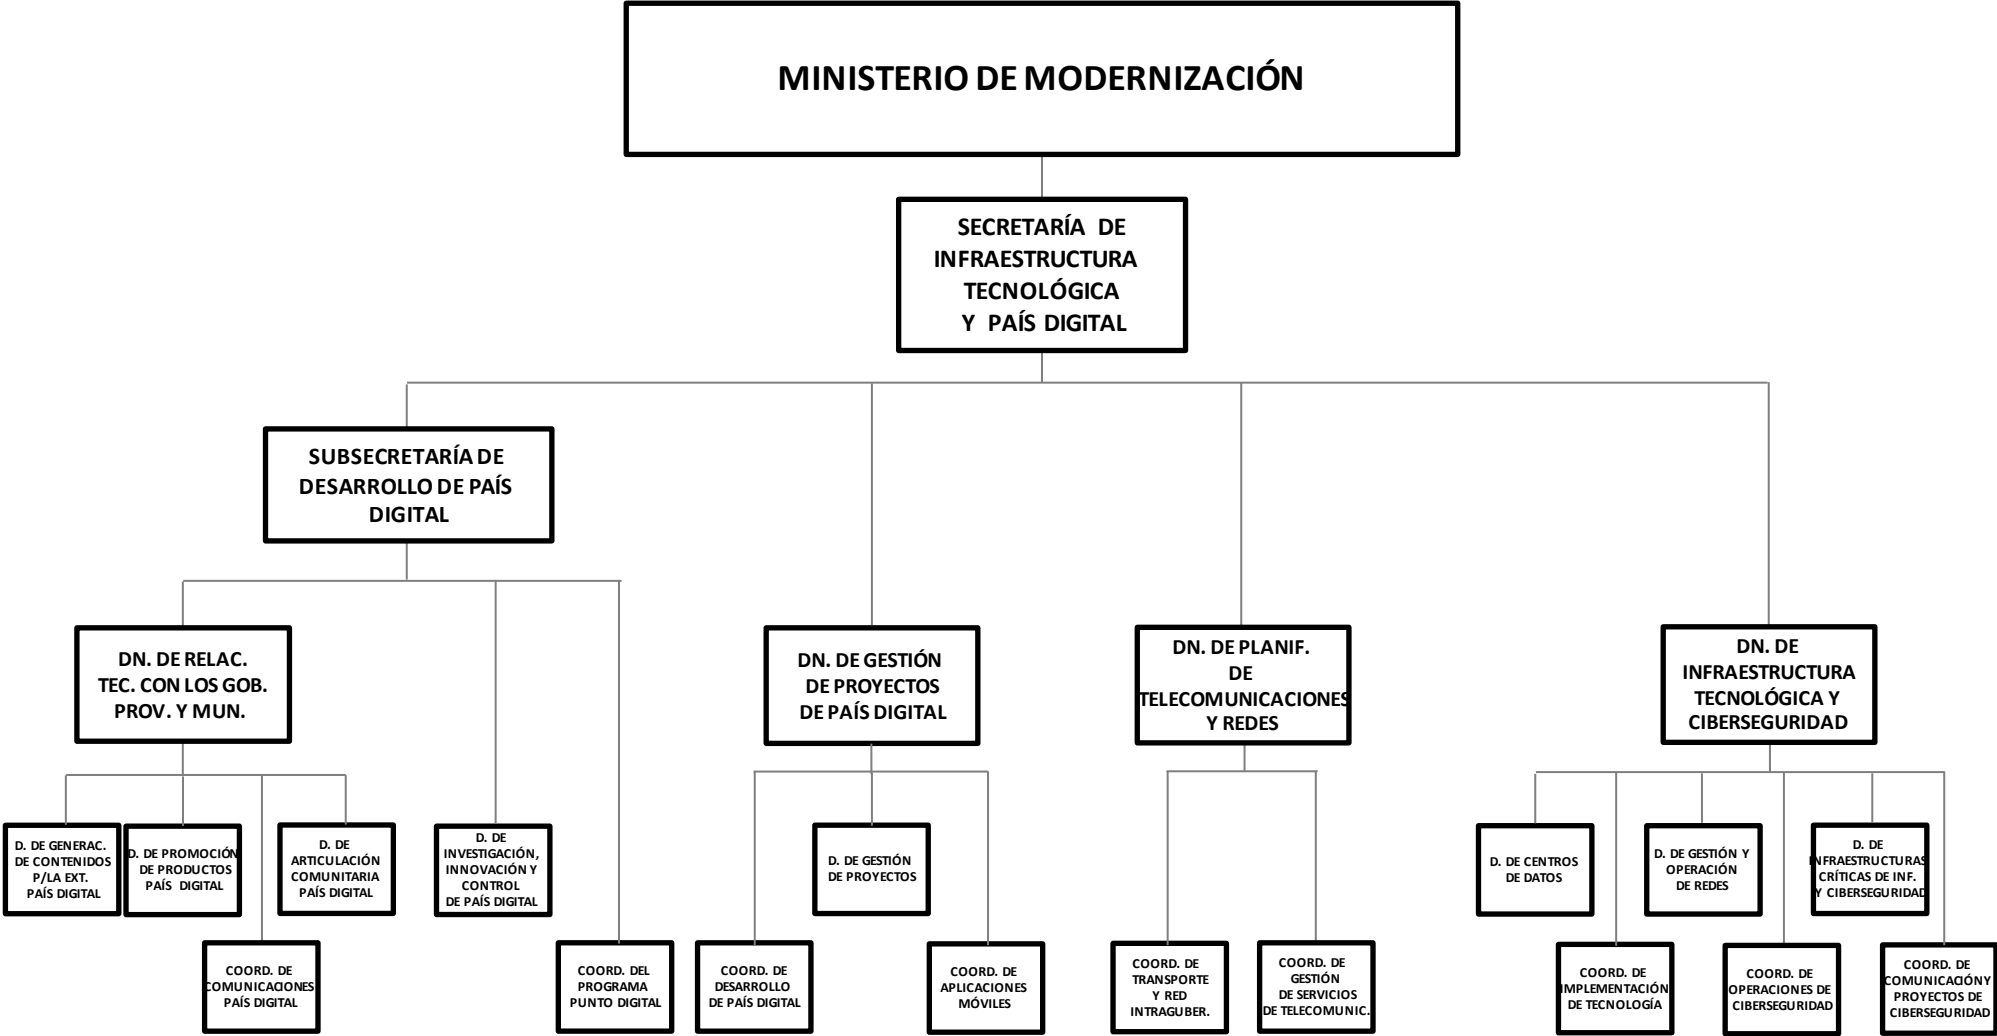 MINISTERIO DE MODERNIZACIÓN
SECRETARÍA DE
INFRAESTRUCTURA
TECNOLÓGICA
Y PAÍS DIGITAL
SUBSECRETARÍA DE
DESARROLLO DE PAÍS
DIGITAL
DN. DE RELAC.
TEC. CON LOS GOB.
PROV. Y MUN.
DN. DE GESTIÓN
DE PROYECTOS
DE PAÍS DIGITAL
DN. DE PLANIF.
DE
TELECOMUNICACIONES
Y REDES
DN. DE
INFRAESTRUCTURA
TECNOLÓGICA Y
CIBERSEGURIDAD
D. DE GENERAC.
DE CONTENIDOS
P/LA EXT.
PAÍS DIGITAL
D. DE PROMOCIÓN
DE PRODUCTOS
PAÍS DIGITAL
D. DE
ARTICULACIÓN
COMUNITARIA
PAÍS DIGITAL
D. DE
INVESTIGACIÓN,
INNOVACIÓN Y
CONTROL
DE PAÍS DIGITAL
D. DE GESTIÓN
DE PROYECTOS
D. DE CENTROS
DE DATOS
D. DE GESTIÓN Y
OPERACIÓN
DE REDES
D. DE
INFRAESTRUCTURAS
CRÍTICAS DE INF.
Y CIBERSEGURIDAD
COORD. DE
COMUNICACIONES
PAÍS DIGITAL
COORD. DEL
PROGRAMA
PUNTO DIGITAL
COORD. DE
DESARROLLO
DE PAÍS DIGITAL
COORD. DE
APLICACIONES
MÓVILES
COORD. DE
TRANSPORTE
Y RED
INTRAGUBER.
COORD. DE
GESTIÓN
DE SERVICIOS
DE TELECOMUNIC.
COORD. DE
IMPLEMENTACIÓN
DE TECNOLOGÍA
COORD. DE
OPERACIONES DE
CIBERSEGURIDAD
COORD. DE
COMUNICACIÓN Y
PROYECTOS DE
CIBERSEGURIDAD